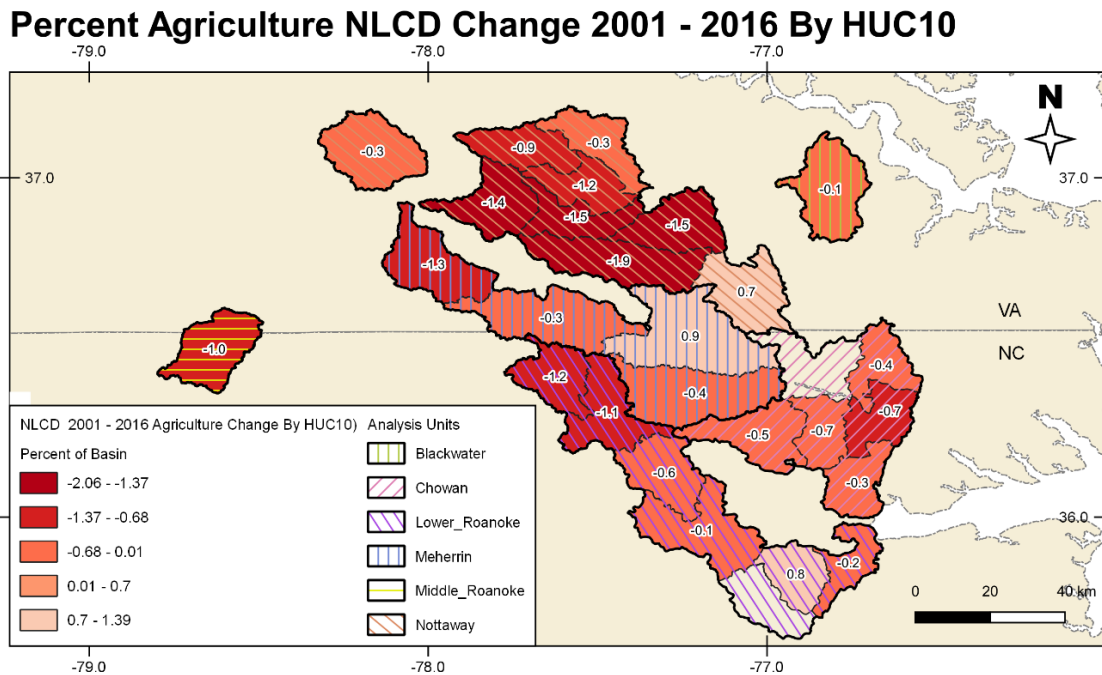 Percent Agriculture NLCD Change 2001 - 2016 By HUC10
-79.0 -78.0 -77.0
N
-0.3 -0.9 -0.3
37.0 37.0
-1.2 -0.1
-1.4 -1.5 -1.5
-1.3 -1.9
0.7
-0.3 VA
0.9
-1.0 NC
-0.4
-1.2 -0.4
-1.1 -0.7
-0.5 -0.7
-0.6 -0.3
36.0
-0.1
-0.2
0.8
NLCD 2001 - 2016 Agriculture Change By HUC10)
Percent of Basin
-2.06 - -1.37
-1.37 - -0.68
-0.68 - 0.01
0.01 - 0.7
0.7 - 1.39
Analysis Units
Blackwater
Chowan
Lower_Roanoke
Meherrin
Middle_Roanoke
Nottaway
0 20 40 km
-79.0 -78.0 -77.0